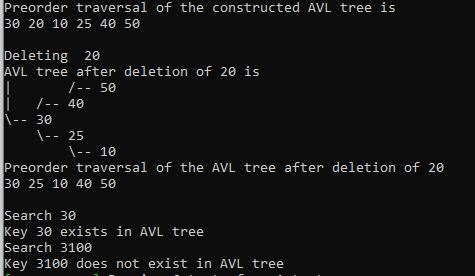 Preorder traversal of the constructed AVL tree is
30 20 10 25 40 50

Deleting  20
AVL tree after deletion of 20 is
|       /-- 50
|   /-- 40
\-- 30
    \-- 25
        \-- 10
Preorder traversal of the AVL tree after deletion of 20
30 25 10 40 50

Search 30
Key 30 exists in AVL tree
Search 3100
Key 3100 does not exist in AVL tree